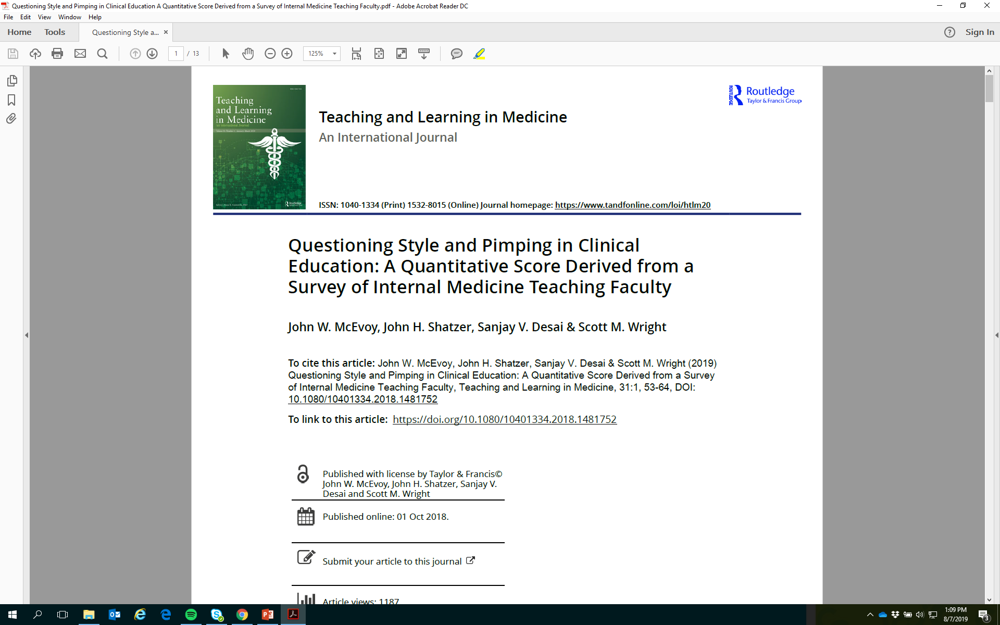 Questioning Style and Pimping in Clinical Education A Quantitative Score Derived from a Survey of Internal Medicine Teaching Faculty.pdf - Adobe Acrobat Reader DC
File Edit View Window Help
Home Tools Questioning Style a... ×
? Sign In
1 / 13
125%
Teaching
and Learning
in Medicine
An International Journal
ROUTLEDGE
Routledge
Taylor & Francis Group
Teaching and Learning in Medicine
An International Journal
Routledge
ISSN: 1040-1334 (Print) 1532-8015 (Online) Journal homepage: https://www.tandfonline.com/loi/htlm20
Questioning Style and Pimping in Clinical
Education: A Quantitative Score Derived from a
Survey of Internal Medicine Teaching Faculty
John W. McEvoy, John H. Shatzer, Sanjay V. Desai & Scott M. Wright
To cite this article: John W. McEvoy, John H. Shatzer, Sanjay V. Desai & Scott M. Wright (2019)
Questioning Style and Pimping in Clinical Education: A Quantitative Score Derived from a Survey
of Internal Medicine Teaching Faculty, Teaching and Learning in Medicine, 31:1, 53-64, DOI:
10.1080/10401334.2018.1481752
To link to this article: https://doi.org/10.1080/10401334.2018.1481752
Published with license by Taylor & Francis©
John W. McEvoy, John H. Shatzer, Sanjay V.
Desai and Scott M. Wright
Published online: 01 Oct 2018.
Submit your article to this journal
Article views: 1187
1:09 PM
8/7/2019
3